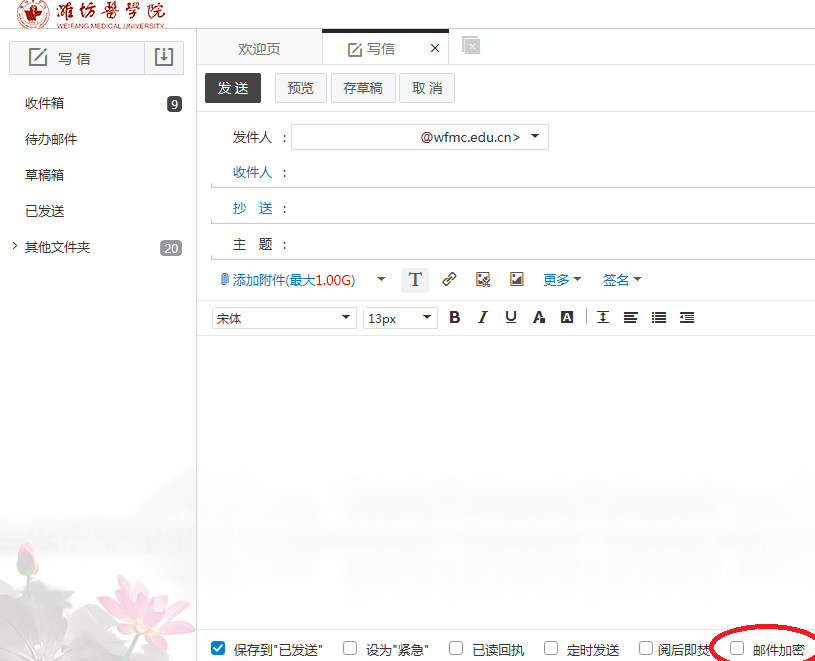 濰坊醫學院
WEIFANG MEDICAL UNIVERSITY
写信
收件箱 9
待办邮件
草稿箱
已发送
其他文件夹 20
欢迎页 写信 ×
发送 预览 存草稿 取消
发件人 : @wfmc.edu.cn>
收件人 :
抄 送 :
主 题 :
添加附件(最大1.00G) T 更多 签名
宋体 13px B I U A A
保存到"已发送" 设为"紧急" 已读回执 定时发送 阅后即焚 邮件加密